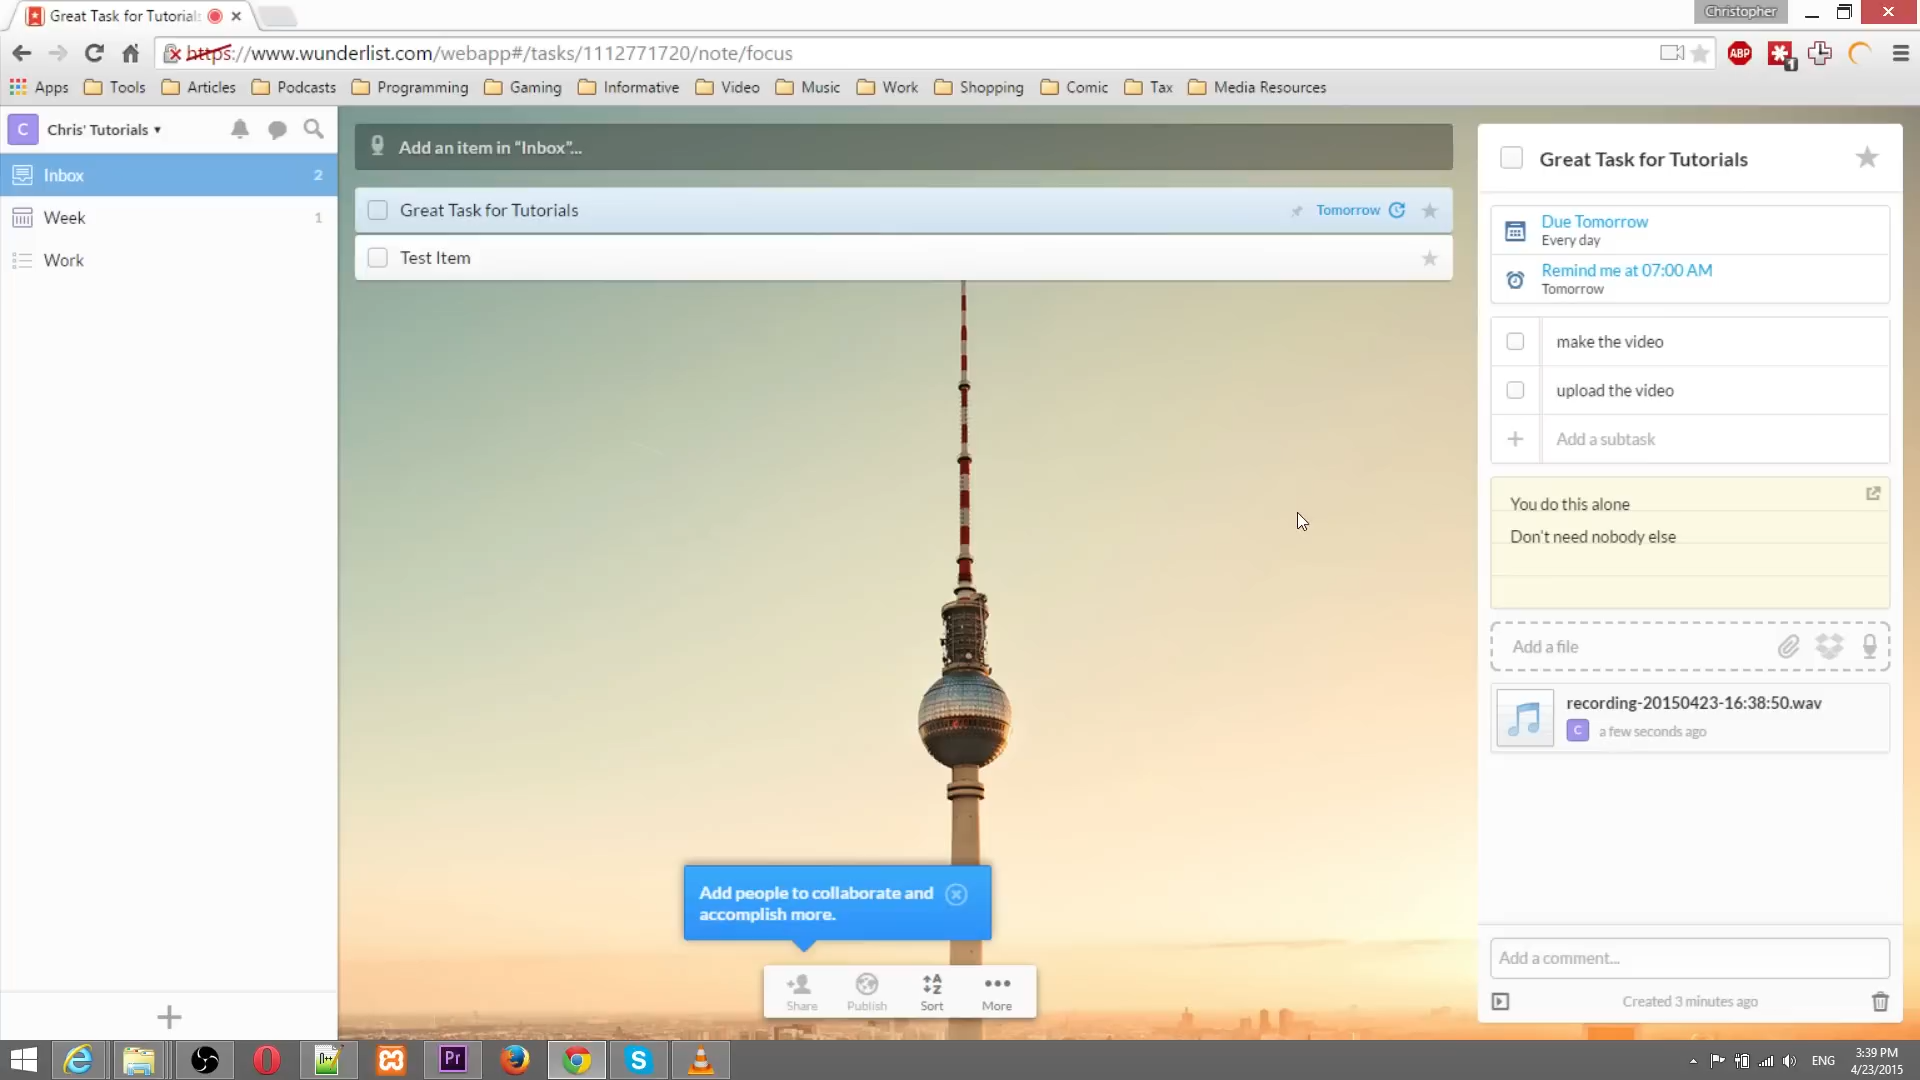 Great Task for Tutorials
Christopher
https://www.wunderlist.com/webapp#/tasks/1112771720/note/focus
ABP
1
Apps
Tools
Articles
Podcasts
Programming
Gaming
Informative
Video
Music
Work
Shopping
Comic
Tax
Media Resources
C
Chris' Tutorials
Inbox
2
Week
1
Work
Add an item in “Inbox”...
Great Task for Tutorials
Tomorrow
Test Item
Great Task for Tutorials
Due Tomorrow
Every day
Remind me at 07:00 AM
Tomorrow
make the video
upload the video
Add a subtask
You do this alone
Don't need nobody else
Add a file
recording-20150423-16:38:50.wav
C
a few seconds ago
Add people to collaborate and
accomplish more.
Share
Publish
A
Z
Sort
More
Add a comment...
Created 3 minutes ago
Pr
ENG
3:39 PM
4/23/2015